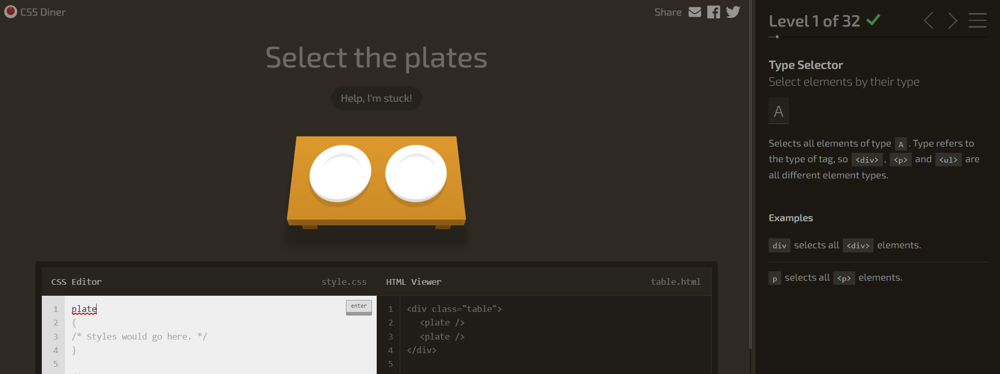 CSS Diner
Share
Select the plates
Help, I'm stuck!
CSS Editor style.css
enter
1 plate
2 {
3 /* Styles would go here. */
4 }
5
HTML Viewer table.html
1 <div class="table">
2 <plate />
3 <plate />
4 </div>
5
Level 1 of 32
Type Selector
Select elements by their type
A
Selects all elements of type A. Type refers to
the type of tag, so <div>, <p> and <ul> are
all different element types.
Examples
div selects all <div> elements.
p selects all <p> elements.